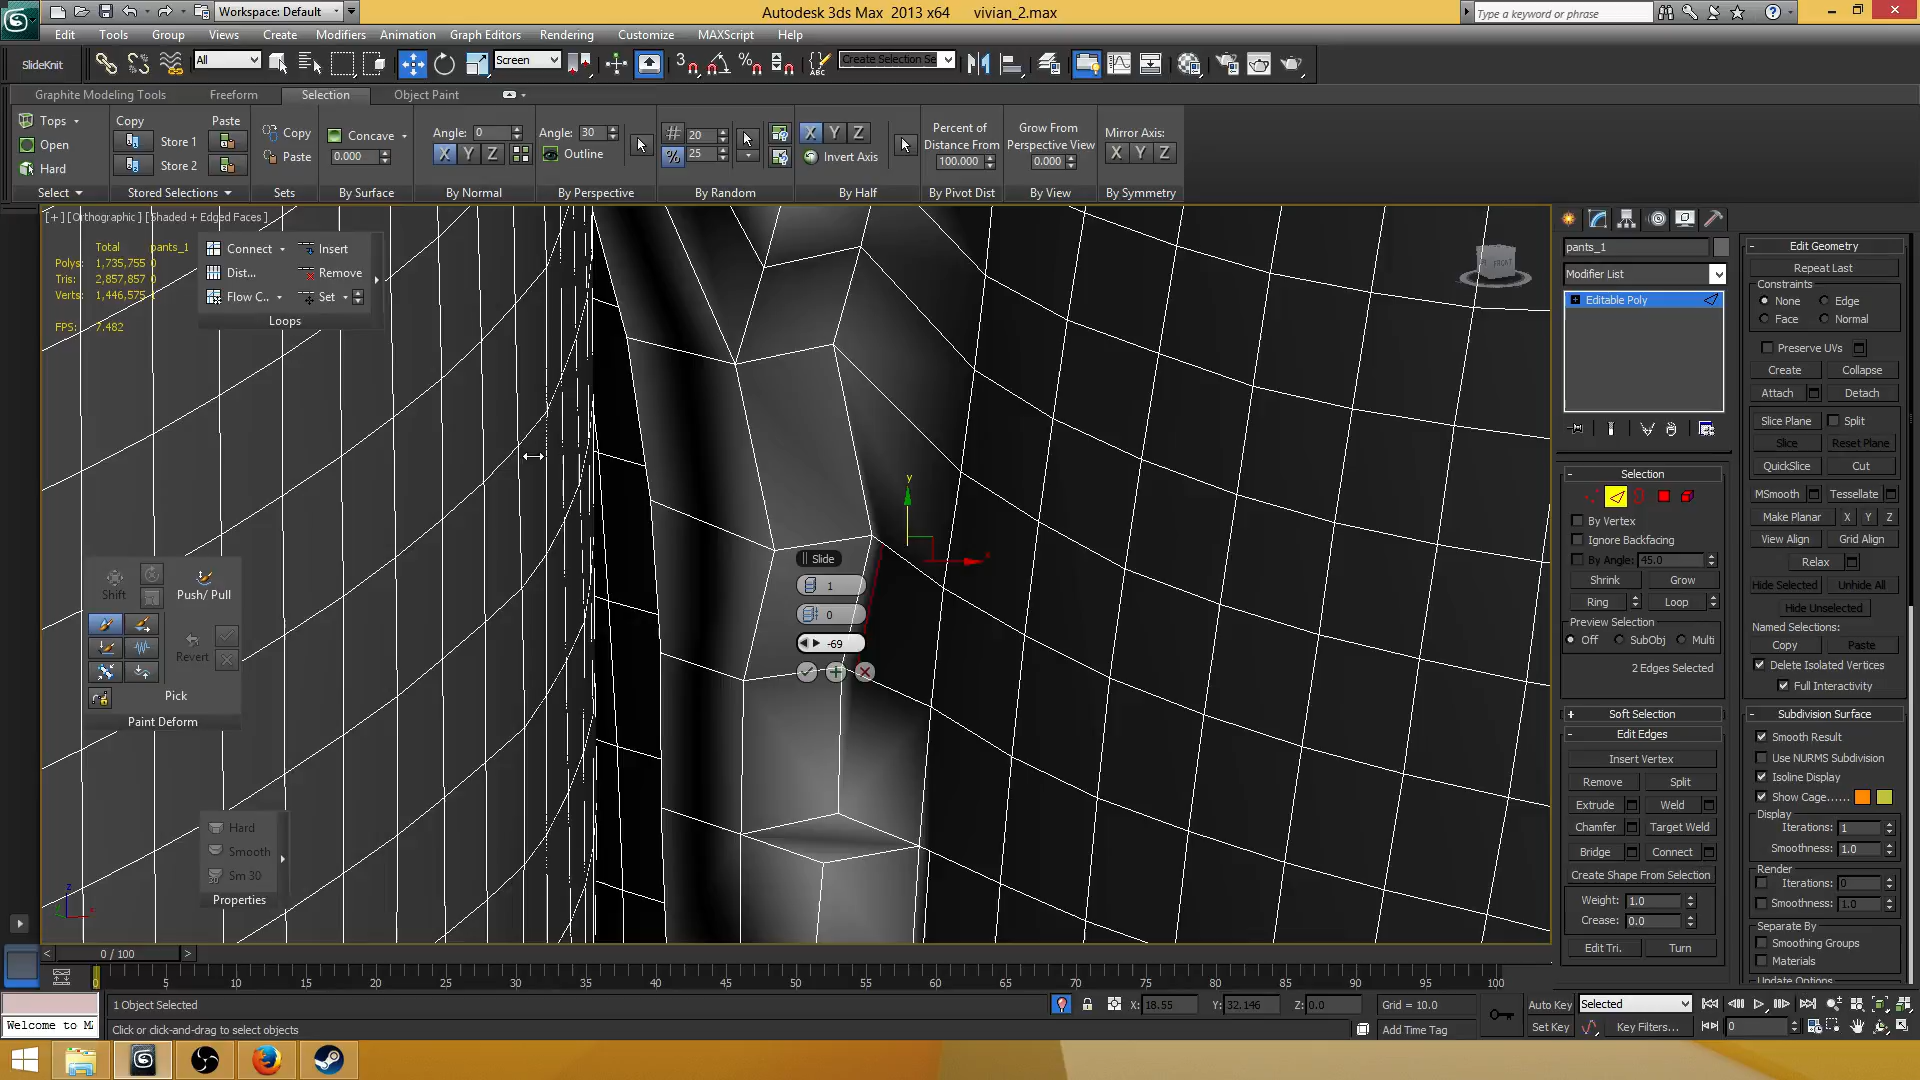 Workspace: Default
Autodesk 3ds Max 2013 x64 vivian_2.max
Type a keyword or phrase
Edit Tools Group Views Create Modifiers Animation Graph Editors Rendering Customize MAXScript Help
SlideKnit
All
Screen
Create Selection Se
Graphite Modeling Tools Freeform Selection Object Paint
Tops
Open
Hard
Select
Copy Paste
Store 1
Store 2
Stored Selections
Copy
Paste
Sets
Concave
0.000
By Surface
Angle: 0
X Y Z
By Normal
Angle: 30
Outline
By Perspective
# 20
% 25
By Random
X Y Z
Invert Axis
By Half
Percent of
Distance From
100.000
By Pivot Dist
Grow From
Perspective View
0.000
By View
Mirror Axis:
X Y Z
By Symmetry
[+][Orthographic][Shaded + Edged Faces]
Total pants_1
Polys: 1,735,755 0
Tris: 2,857,857 0
Verts: 1,446,575
FPS: 7.482
Connect Insert
Dist... Remove
Flow C... Set
Loops
Shift
Push/ Pull
Revert
Pick
Paint Deform
Hard
Smooth
Sm 30
Properties
Slide
1
0
-69
y
x
z
FRONT
pants_1
Modifier List
Editable Poly
Selection
By Vertex
Ignore Backfacing
By Angle: 45.0
Shrink Grow
Ring Loop
Preview Selection
Off SubObj Multi
2 Edges Selected
Soft Selection
Edit Edges
Insert Vertex
Remove Split
Extrude Weld
Chamfer Target Weld
Bridge Connect
Create Shape From Selection
Weight: 1.0
Crease: 0.0
Edit Tri. Turn
Edit Geometry
Repeat Last
Constraints
None Edge
Face Normal
Preserve UVs
Create Collapse
Attach Detach
Slice Plane Split
Slice Reset Plane
QuickSlice Cut
MSmooth Tessellate
Make Planar X Y Z
View Align Grid Align
Relax
Hide Selected Unhide All
Hide Unselected
Named Selections:
Copy Paste
Delete Isolated Vertices
Full Interactivity
Subdivision Surface
Smooth Result
Use NURMS Subdivision
Isoline Display
Show Cage......
Display
Iterations: 1
Smoothness: 1.0
Render
Iterations: 0
Smoothness: 1.0
Separate By
Smoothing Groups
Materials
Update Options
< 0 / 100 >
0 5 10 15 20 25 30 35 40 45 50 55 60 65 70 75 80 85 90 95 100
1 Object Selected
X: 18.55 Y: 32.146 Z: 0.0 Grid = 10.0
Auto Key Selected
Welcome to M
Click or click-and-drag to select objects
Add Time Tag
Set Key Key Filters... 0